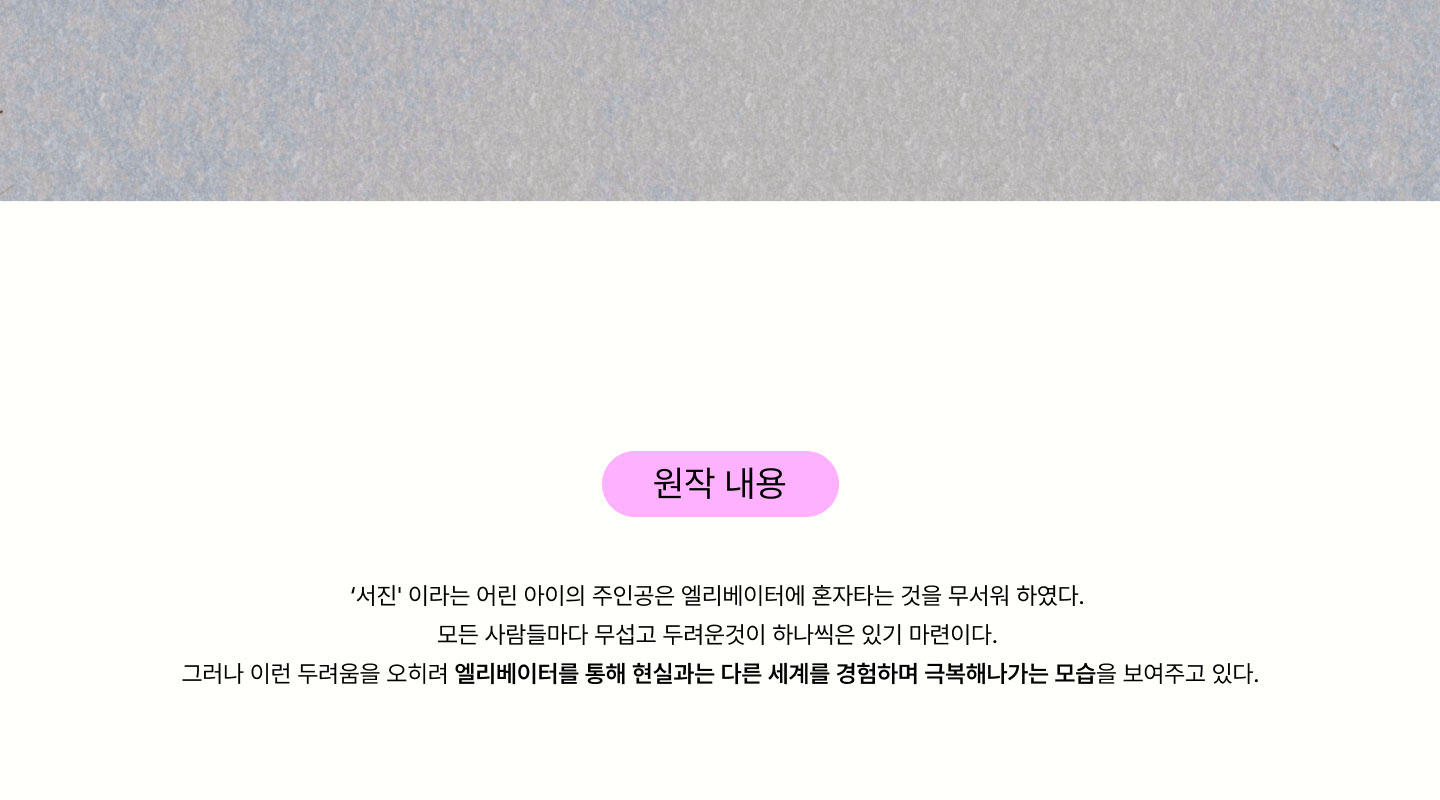 원작 내용
‘서진' 이라는 어린 아이의 주인공은 엘리베이터에 혼자타는 것을 무서워 하였다.
모든 사람들마다 무섭고 두려운것이 하나씩은 있기 마련이다.
그러나 이런 두려움을 오히려 엘리베이터를 통해 현실과는 다른 세계를 경험하며 극복해나가는 모습을 보여주고 있다.